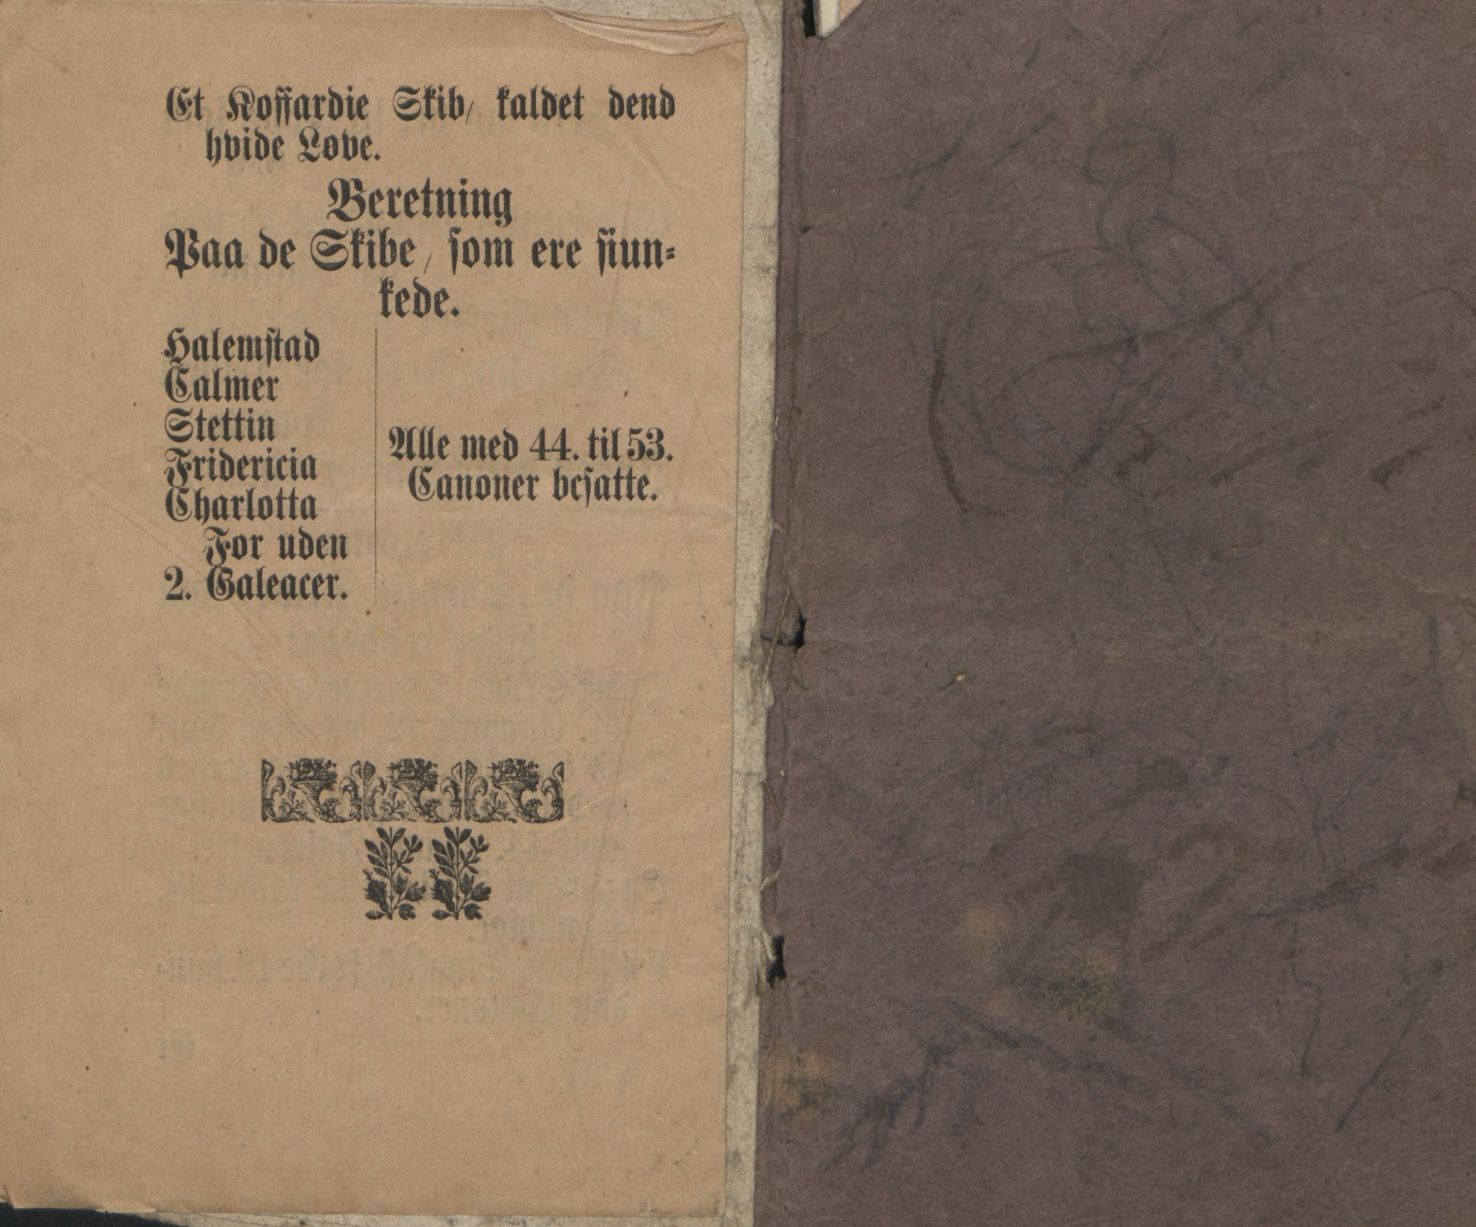 Et Koffardie Skib/ kaldet dend
hvide Løve.
Beretning
Paa de Skibe/ som ere siun-
kede.
Halemstad
Calmer
Stettin
Fridericia
Charlotta
For uden
2. Galeacer.
Alle med 44. til 53.
Canoner besatte.